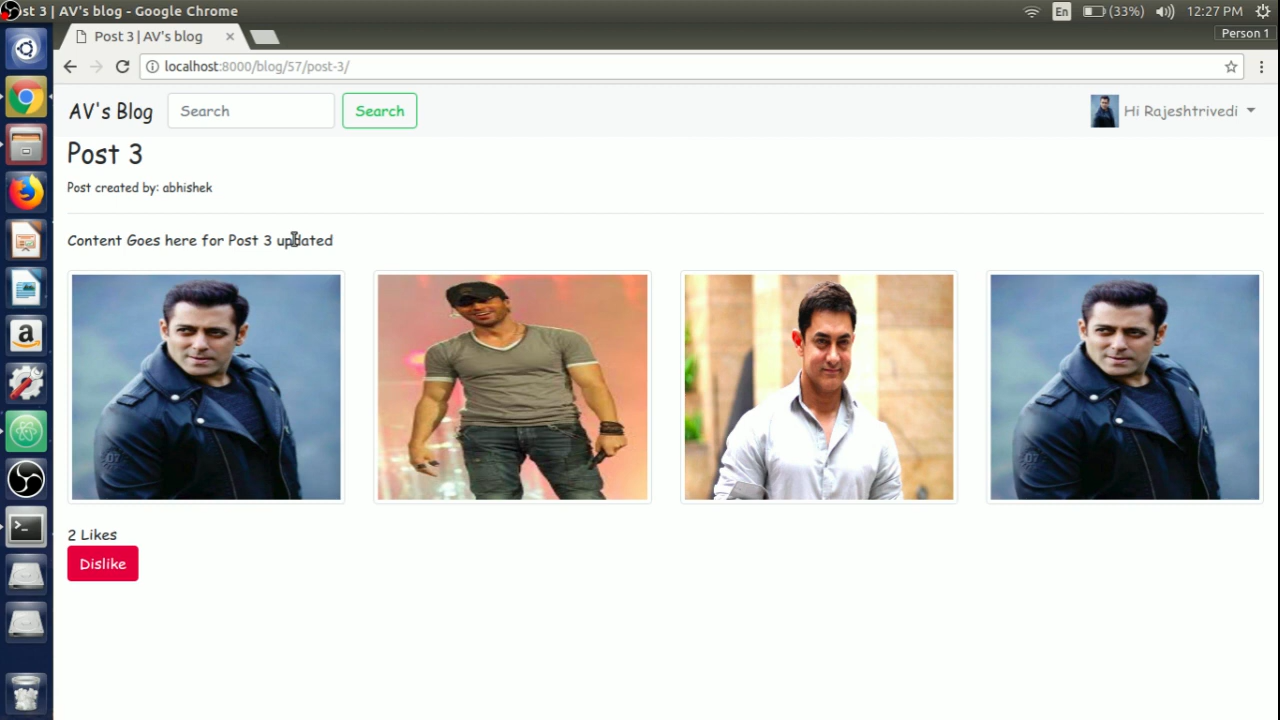 st 3 | AV's blog - Google Chrome
En
(33%)
12:27 PM
Post 3 | AV's blog
Person 1
localhost:8000/blog/57/post-3/
AV's Blog
Search
Search
Hi Rajeshtrivedi
Post 3
Post created by: abhishek
Content Goes here for Post 3 updated
2 Likes
Dislike